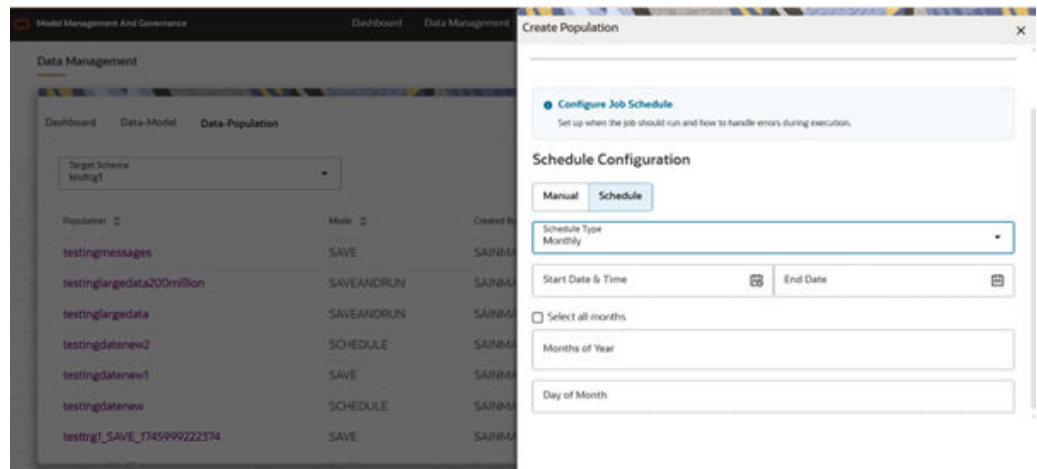 Model Management And Governance
Dashboard
Data Management
Data Management
Dashboard
Data-Model
Data-Population
Target Schema
testtrg1
Population
Mode
Created By
testingmessages
SAVE
testinglargedata200million
SAVEANDRUN
testinglargedata
SAVEANDRUN
testingdatenew2
SCHEDULE
testingdatenew1
SAVE
testingdatenew
SCHEDULE
testtrg1_SAVE_1745999222374
SAVE
Create Population
Configure Job Schedule
Set up when the job should run and how to handle errors during execution.
Schedule Configuration
Manual
Schedule
Schedule Type
Monthly
Start Date & Time
End Date
Select all months
Months of Year
Day of Month